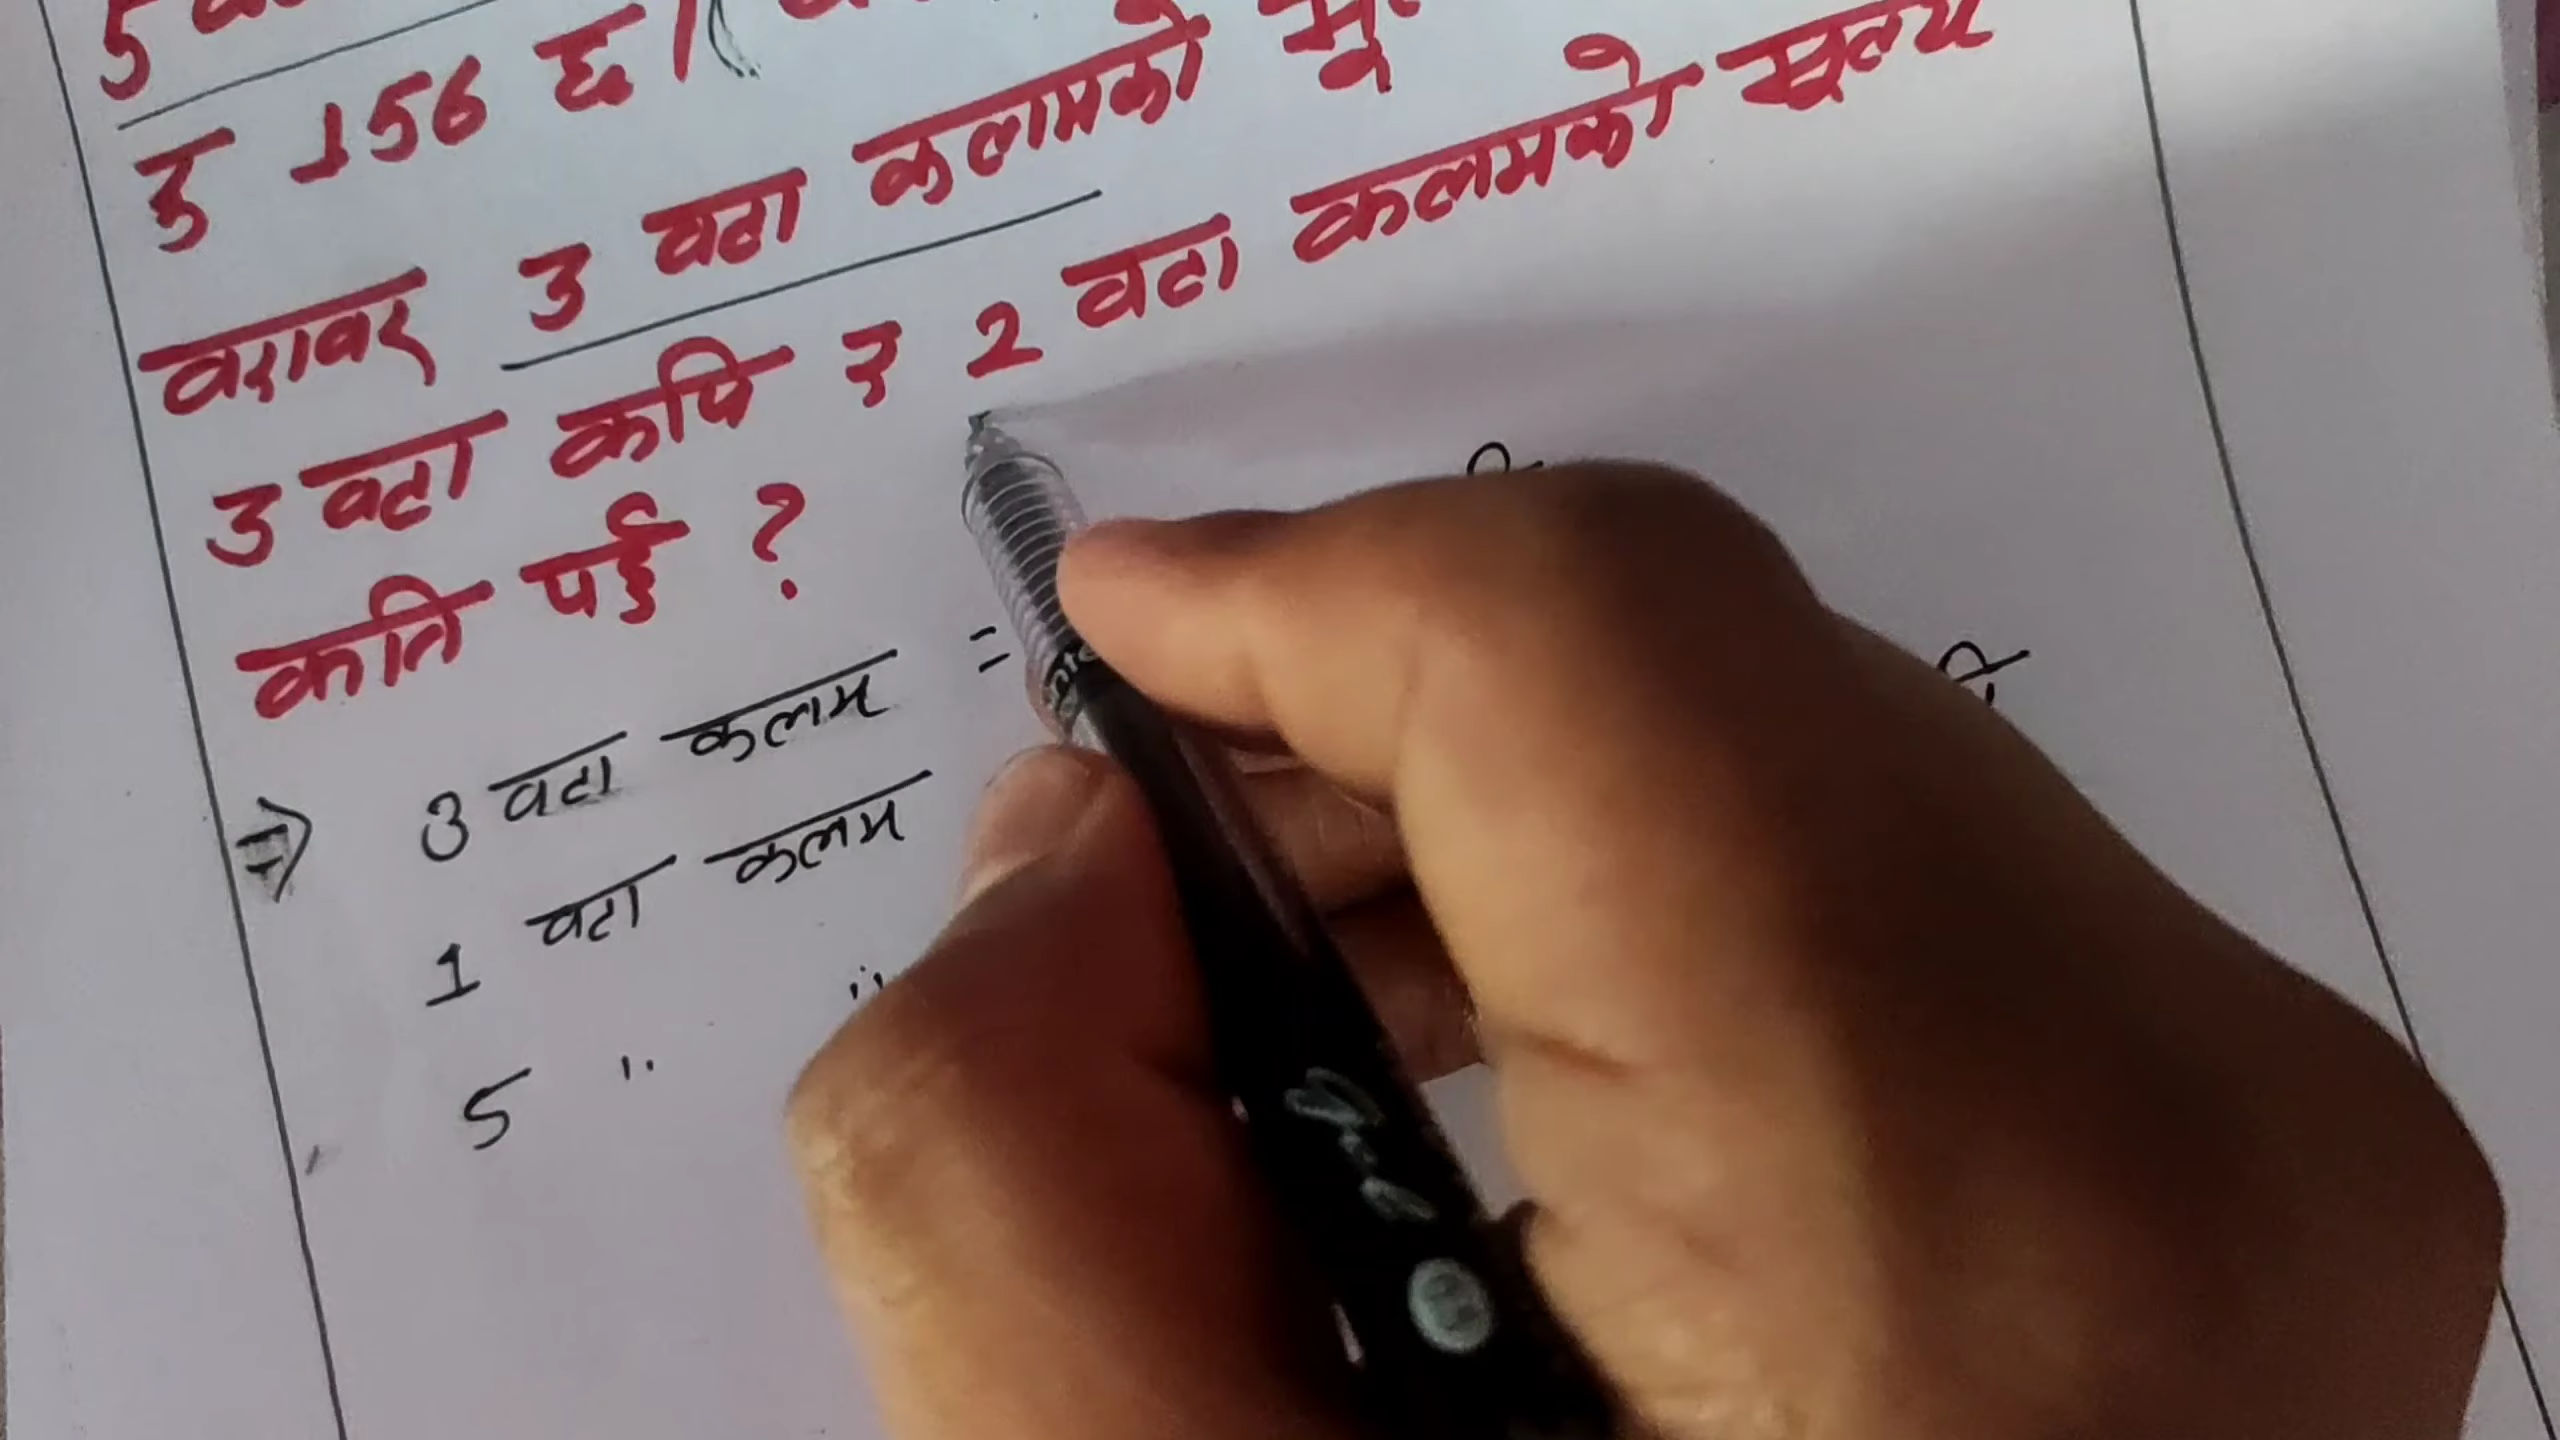 5
रु 156 छ। (
बराबर 3 वटा कलमको
3 वटा कपि र 2 वटा कलमको मूल्य
कति पर्छ ?
⇒ 3 वटा कलम =
1 वटा कलम
5 " "